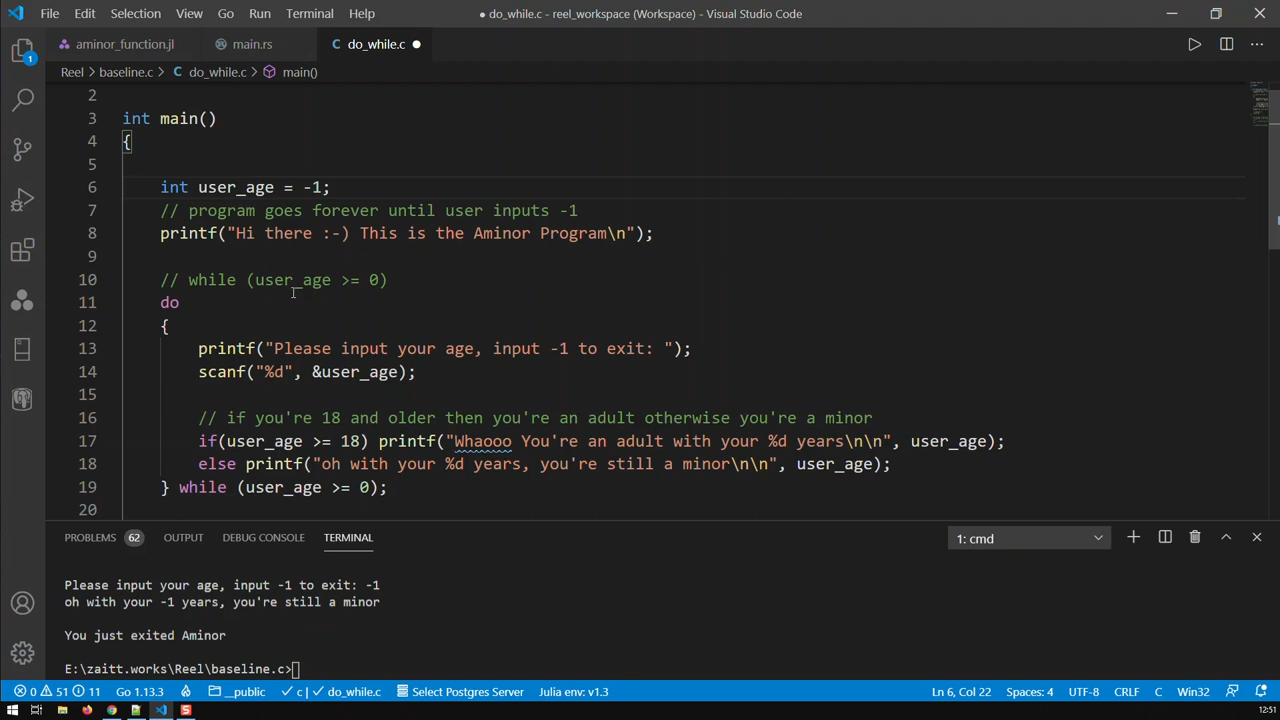 File Edit Selection View Go Run Terminal Help
● do_while.c - reel_workspace (Workspace) - Visual Studio Code
aminor_function.jl main.rs C do_while.c ●
Reel > baseline.c > C do_while.c > main()
2
3 int main()
4 {
5
6 int user_age = -1;
7 // program goes forever until user inputs -1
8 printf("Hi there :-) This is the Aminor Program\n");
9
10 // while (user_age >= 0)
11 do
12 {
13 printf("Please input your age, input -1 to exit: ");
14 scanf("%d", &user_age);
15
16 // if you're 18 and older then you're an adult otherwise you're a minor
17 if(user_age >= 18) printf("Whaooo You're an adult with your %d years\n\n", user_age);
18 else printf("oh with your %d years, you're still a minor\n\n", user_age);
19 } while (user_age >= 0);
20
PROBLEMS 62 OUTPUT DEBUG CONSOLE TERMINAL 1: cmd
Please input your age, input -1 to exit: -1
oh with your -1 years, you're still a minor
You just exited Aminor
E:\zaitt.works\Reel\baseline.c>
0 51 11 Go 1.13.3 __public c | do_while.c Select Postgres Server Julia env: v1.3 Ln 6, Col 22 Spaces: 4 UTF-8 CRLF C Win32
12:51